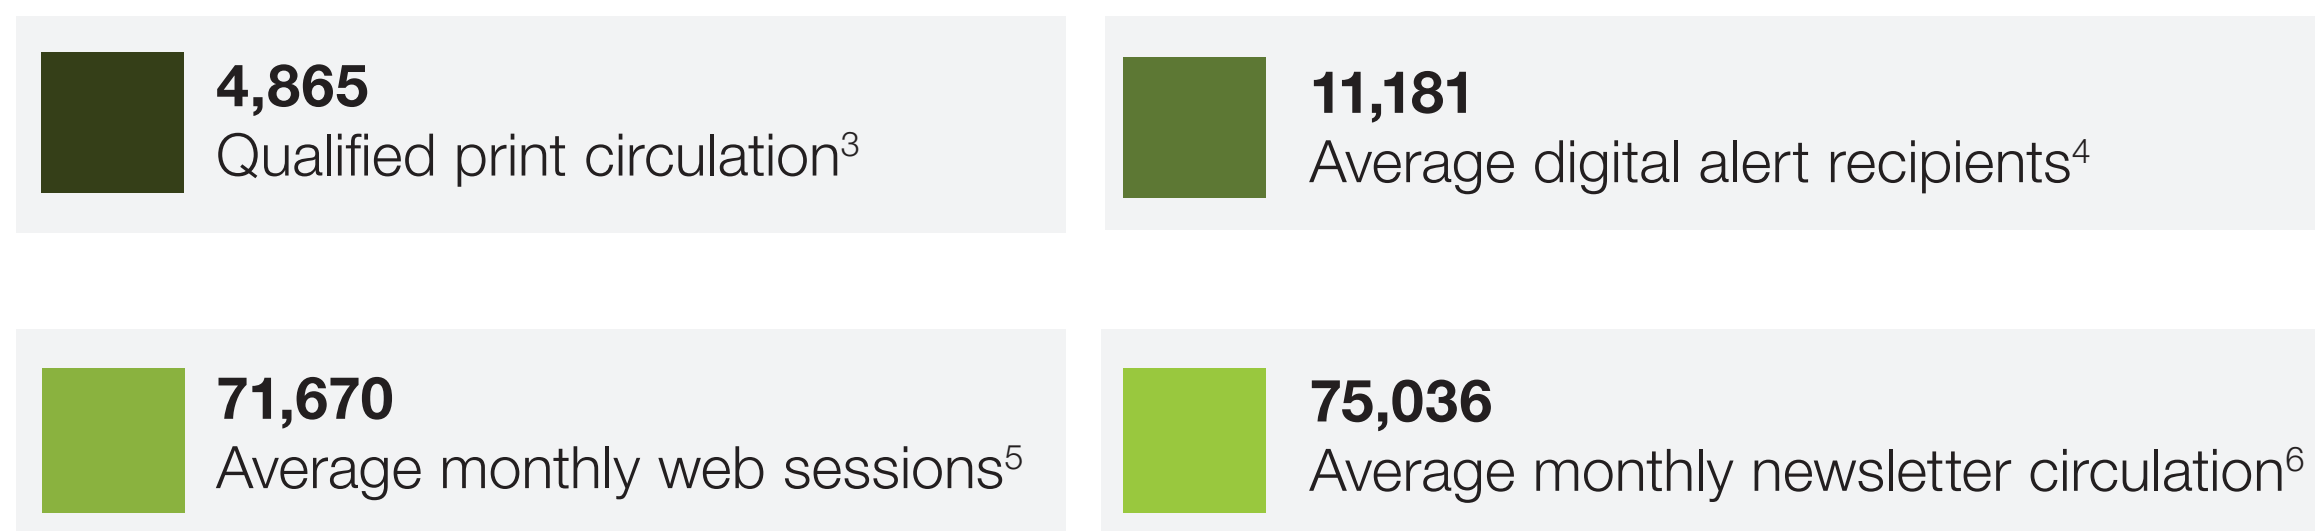 4,865
Qualified print circulation³
11,181
Average digital alert recipients⁴
71,670
Average monthly web sessions⁵
75,036
Average monthly newsletter circulation⁶